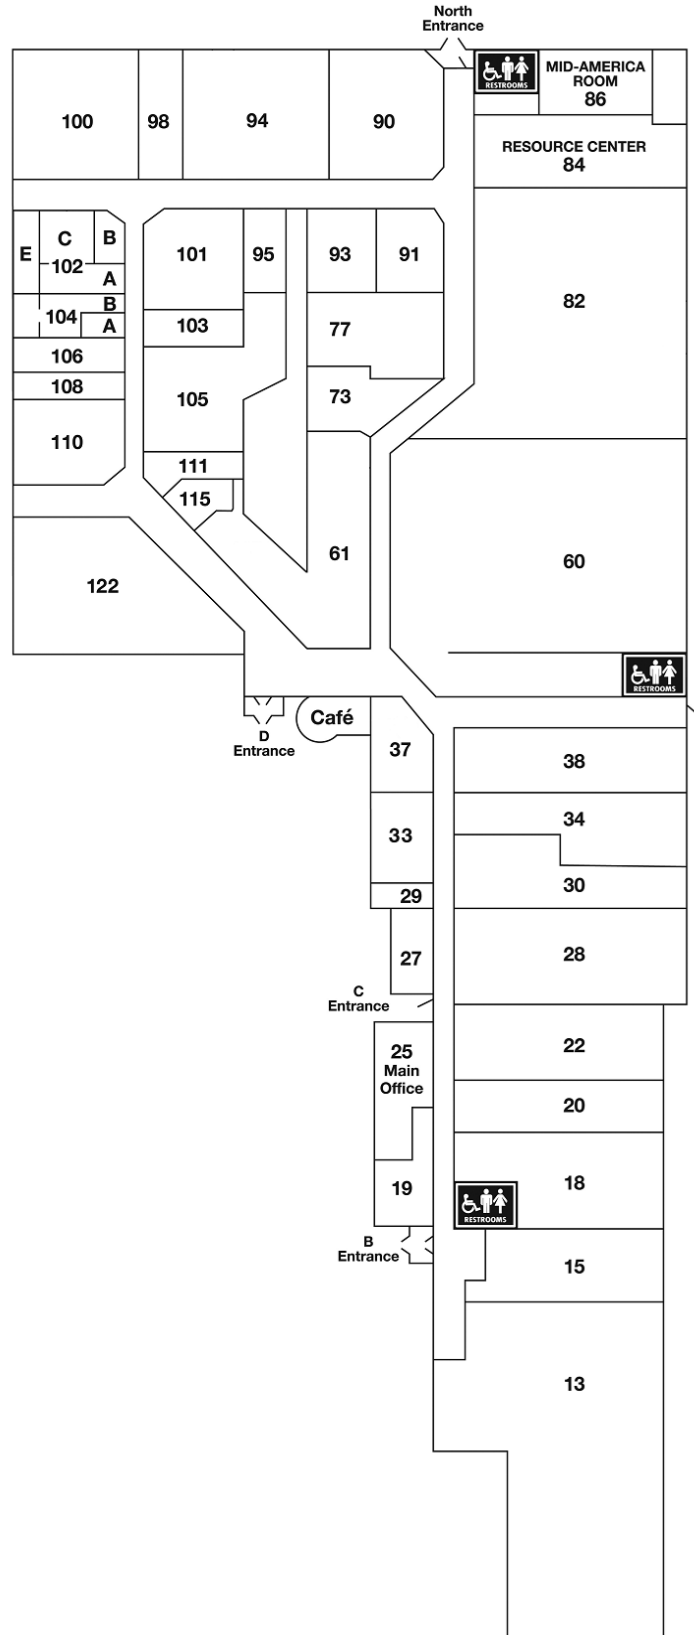 North
Entrance
RESTROOMS
MID-AMERICA
ROOM
86
100
98
94
90
RESOURCE CENTER
84
E
C
B
102
A
101
95
93
91
B
104
A
103
77
82
106
108
105
73
110
111
115
61
60
122
RESTROOMS
Café
D
Entrance
37
38
33
34
29
30
27
28
C
Entrance
25
Main
Office
22
20
19
18
RESTROOMS
B
Entrance
15
13